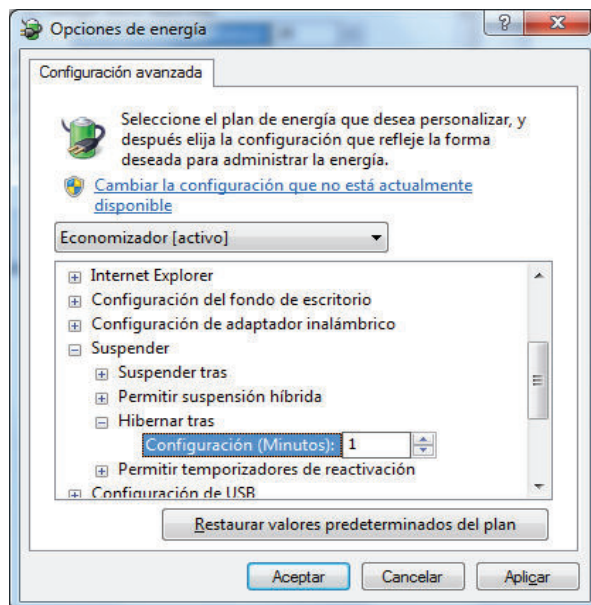 Opciones de energía
Configuración avanzada
Seleccione el plan de energía que desea personalizar, y
después elija la configuración que refleje la forma
deseada para administrar la energía.
Cambiar la configuración que no está actualmente
disponible
Economizador [activo]
Internet Explorer
Configuración del fondo de escritorio
Configuración de adaptador inalámbrico
Suspender
Suspender tras
Permitir suspensión híbrida
Hibernar tras
Configuración (Minutos): 1
Permitir temporizadores de reactivación
Configuración de USB
Restaurar valores predeterminados del plan
Aceptar Cancelar Aplicar